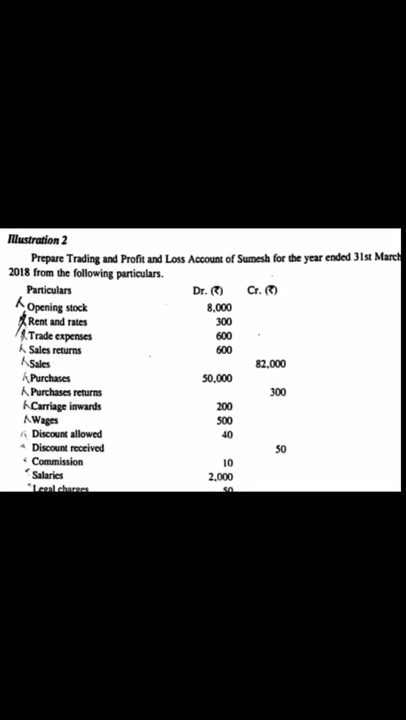 Illustration 2
Prepare Trading and Profit and Loss Account of Sumesh for the year ended 31st March
2018 from the following particulars.
Particulars Dr. (₹) Cr. (₹)
Opening stock 8,000
Rent and rates 300
Trade expenses 600
Sales returns 600
Sales 82,000
Purchases 50,000
Purchases returns 300
Carriage inwards 200
Wages 500
Discount allowed 40
Discount received 50
Commission 10
Salaries 2,000
Legal charges 50